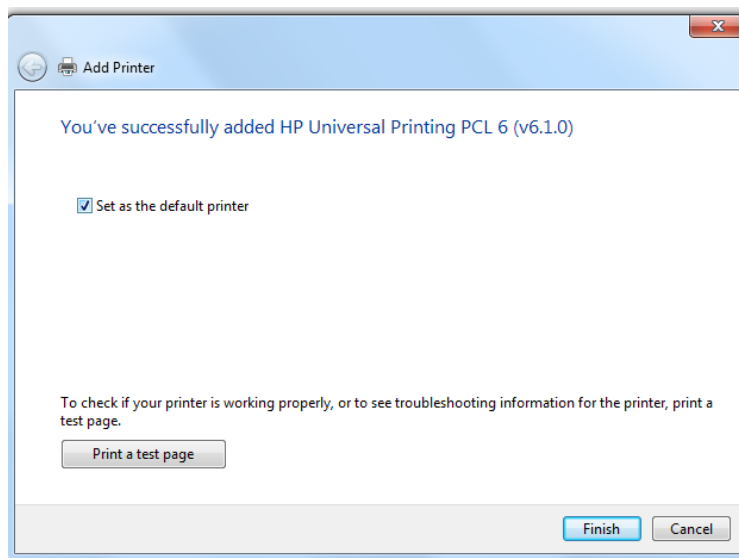 Add Printer
You've successfully added HP Universal Printing PCL 6 (v6.1.0)
Set as the default printer
To check if your printer is working properly, or to see troubleshooting information for the printer, print a
test page.
Print a test page
Finish Cancel